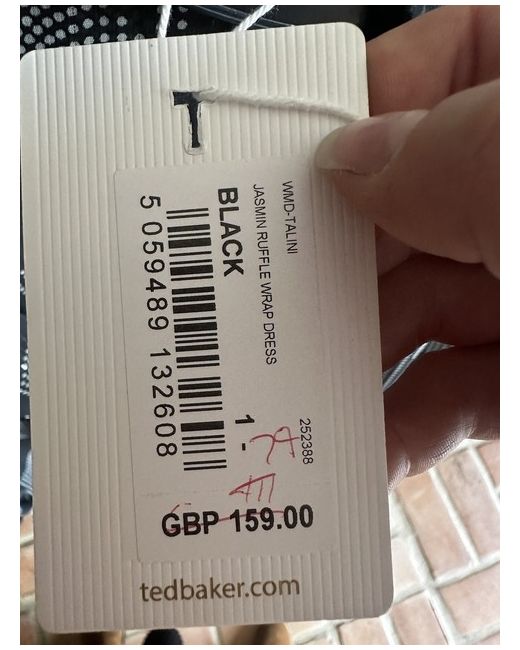 T
WMD-TALINI
252388
JASMIN RUFFLE WRAP DRESS
BLACK
1 -
5 059489 132608
GBP 159.00
tedbaker.com